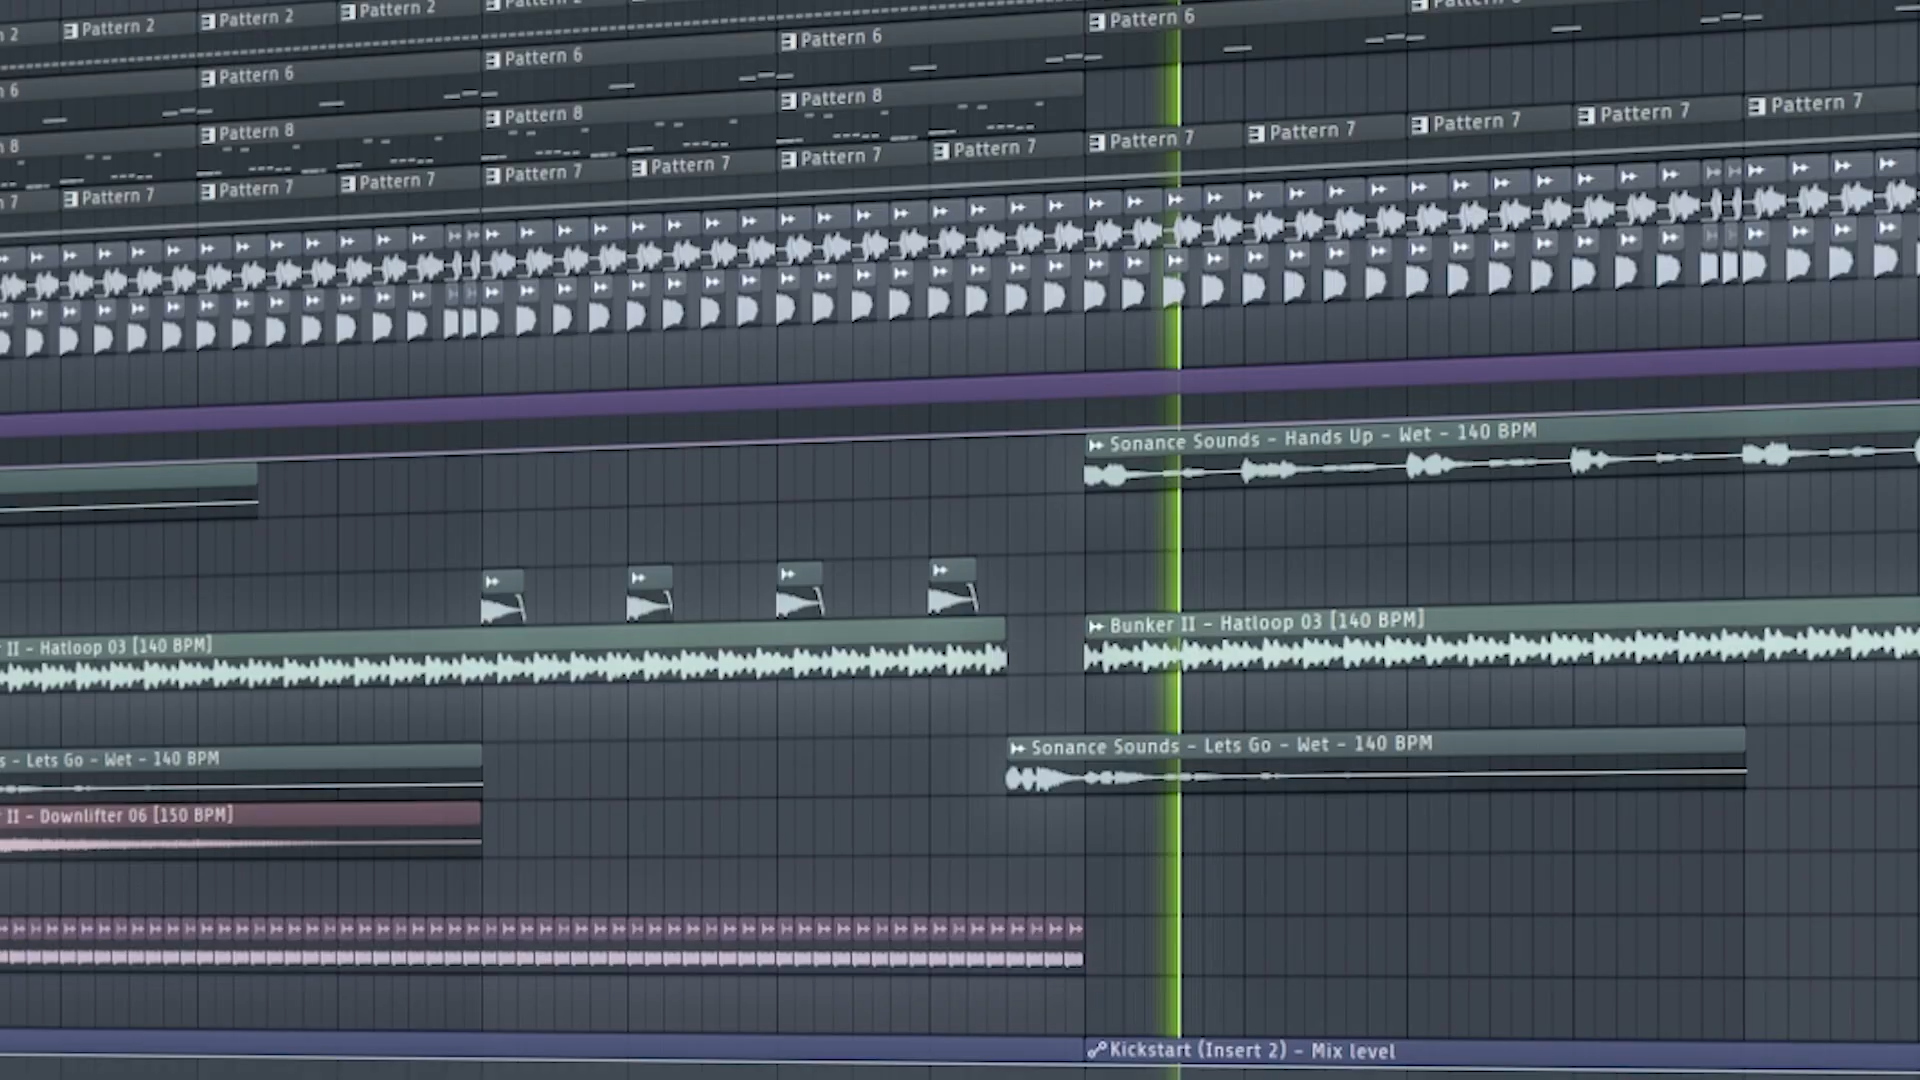 Pattern 2
Pattern 2
Pattern 2
Pattern 6
Pattern 6
Pattern 6
Pattern 6
Pattern 8
Pattern 8
Pattern 8
Pattern 7
Pattern 7
Pattern 7
Pattern 7
Pattern 7
Pattern 7
Pattern 7
Pattern 7
Pattern 7
Pattern 7
Pattern 7
Pattern 7
Sonance Sounds - Hands Up - Wet - 140 BPM
II - Hatloop 03 [140 BPM]
Bunker II - Hatloop 03 [140 BPM]
s - Lets Go - Wet - 140 BPM
Sonance Sounds - Lets Go - Wet - 140 BPM
II - Downlifter 06 [150 BPM]
Kickstart (Insert 2) - Mix level